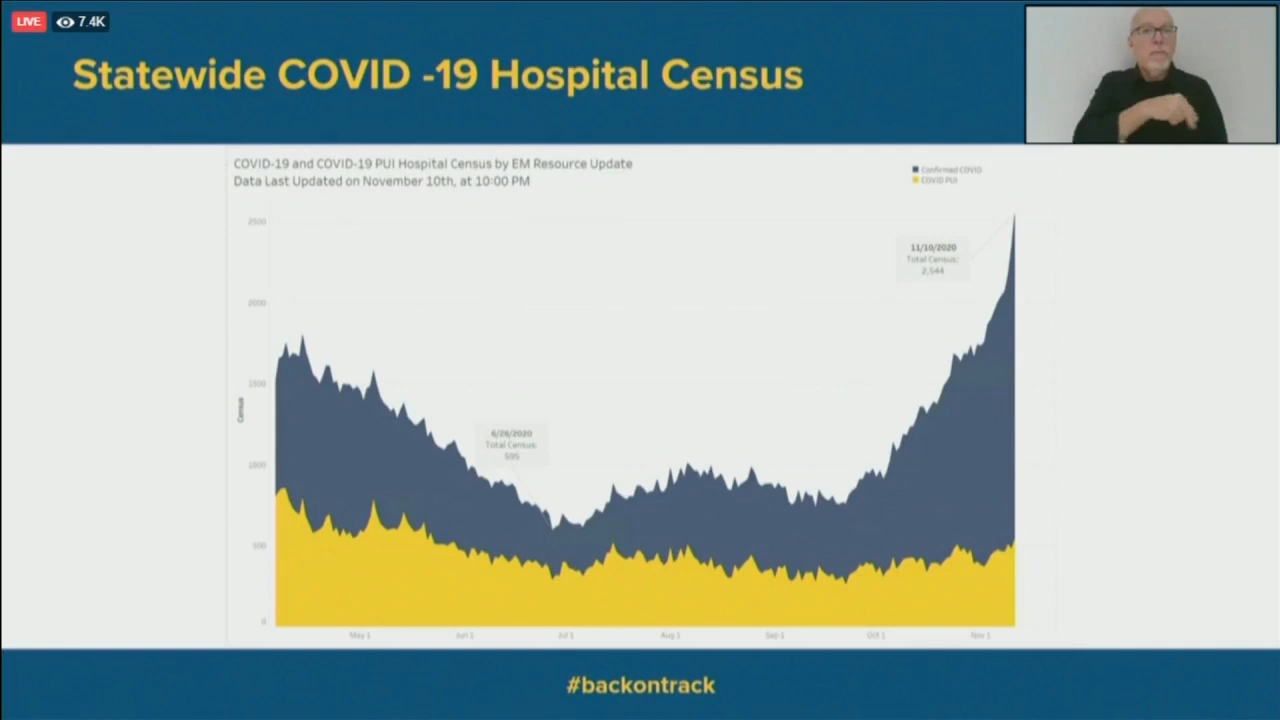 LIVE 7.4K
Statewide COVID -19 Hospital Census
COVID-19 and COVID-19 PUI Hospital Census by EM Resource Update
Data Last Updated on November 10th, at 10:00 PM
Confirmed COVID
COVID PUI
2500
11/10/2020
Total Census:
2,544
2000
1500
Census
6/26/2020
Total Census:
595
1000
500
0
May 1 Jun 1 Jul 1 Aug 1 Sep 1 Oct 1 Nov 1
#backontrack